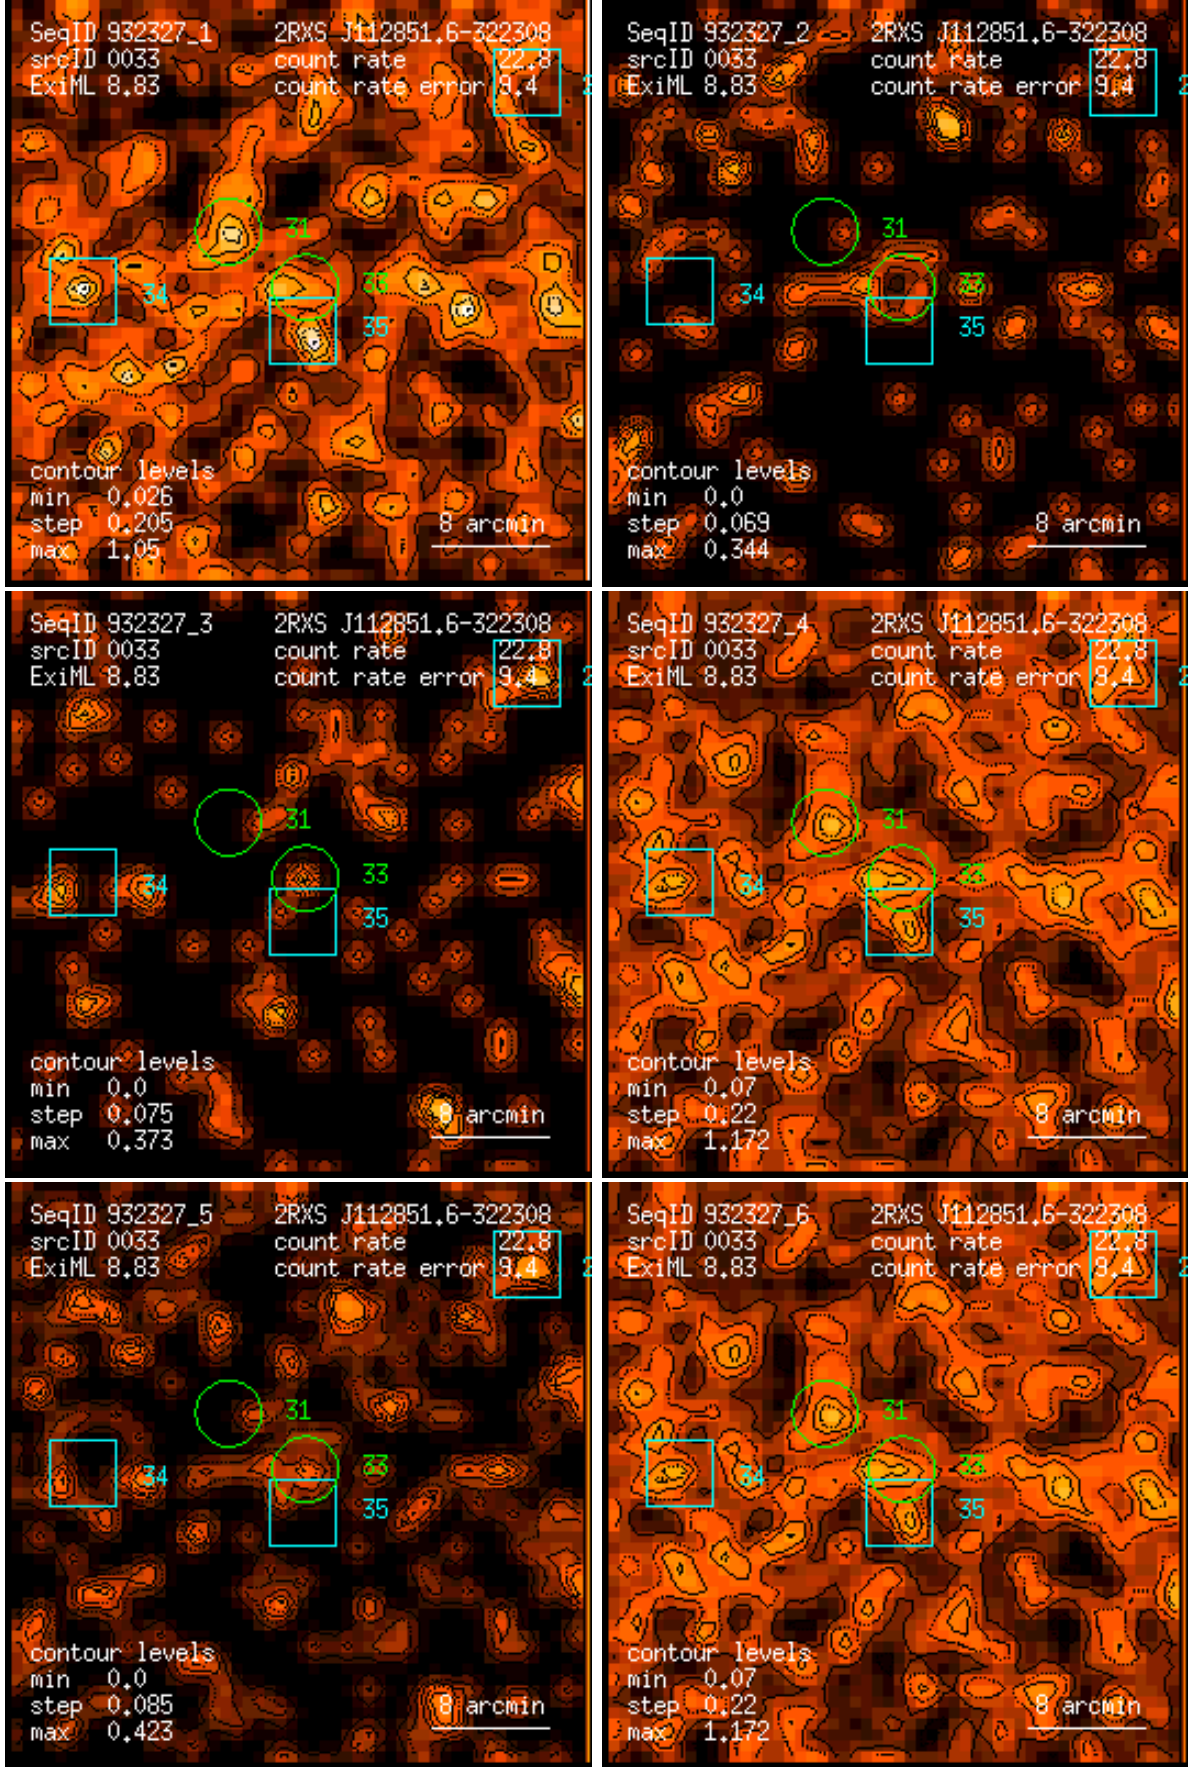 SeqID 932327_1 2RXS J112851.6-322308
srcID 0033 count rate 22.8
ExiML 8.83 count rate error 9.4 2
31
33
34
35
contour levels
min 0.026
step 0.205
max 1.05 8 arcmin
SeqID 932327_2 2RXS J112851.6-322308
srcID 0033 count rate 22.8
ExiML 8.83 count rate error 9.4 2
31
33
34
35
contour levels
min 0.0
step 0.069 8 arcmin
max 0.344
SeqID 932327_3 2RXS J112851.6-322308
srcID 0033 count rate 22.8
ExiML 8.83 count rate error 9.4 2
31
33
34
35
contour levels
min 0.0
step 0.075 8 arcmin
max 0.373
SeqID 932327_4 2RXS J112851.6-322308
srcID 0033 count rate 22.8
ExiML 8.83 count rate error 9.4 2
31
33
34
35
contour levels
min 0.07
step 0.22 8 arcmin
max 1.172
SeqID 932327_5 2RXS J112851.6-322308
srcID 0033 count rate 22.8
ExiML 8.83 count rate error 9.4 2
31
33
34
35
contour levels
min 0.0
step 0.085 8 arcmin
max 0.423
SeqID 932327_6 2RXS J112851.6-322308
srcID 0033 count rate 22.8
ExiML 8.83 count rate error 9.4 2
31
33
34
35
contour levels
min 0.07
step 0.22 8 arcmin
max 1.172